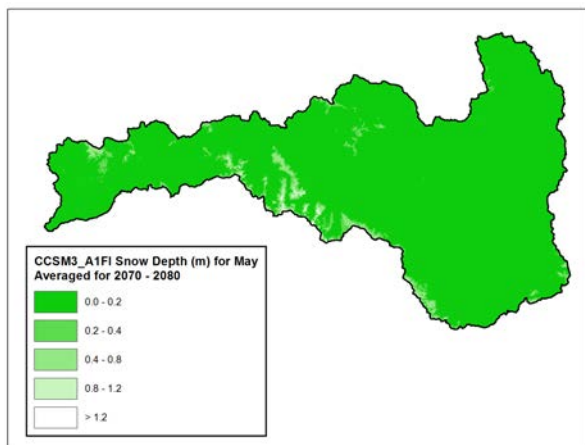 CCSM3_A1FI Snow Depth (m) for May
Averaged for 2070 - 2080
0.0 - 0.2
0.2 - 0.4
0.4 - 0.8
0.8 - 1.2
> 1.2